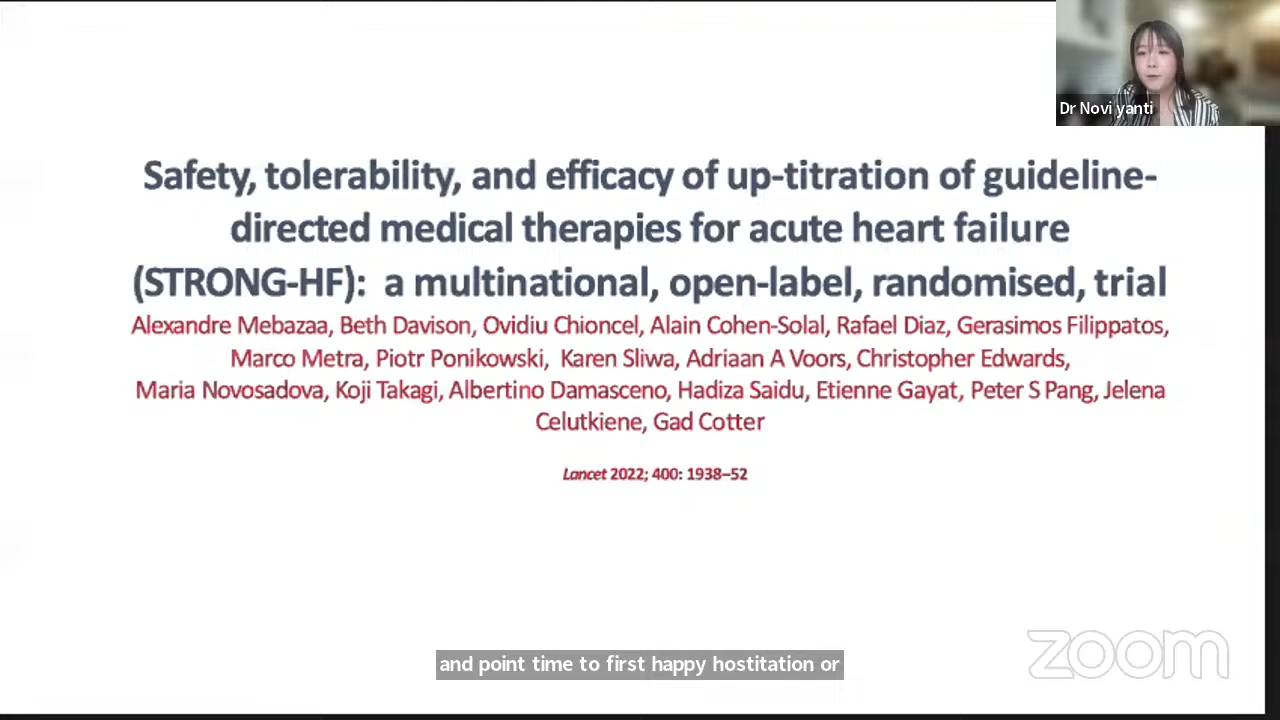 Dr Novi yanti
Safety, tolerability, and efficacy of up-titration of guideline-
directed medical therapies for acute heart failure
(STRONG-HF): a multinational, open-label, randomised, trial
Alexandre Mebazaa, Beth Davison, Ovidiu Chioncel, Alain Cohen-Solal, Rafael Diaz, Gerasimos Filippatos,
Marco Metra, Piotr Ponikowski, Karen Sliwa, Adriaan A Voors, Christopher Edwards,
Maria Novosadova, Koji Takagi, Albertino Damasceno, Hadiza Saidu, Etienne Gayat, Peter S Pang, Jelena
Celutkiene, Gad Cotter
Lancet 2022; 400: 1938–52
and point time to first happy hostitation or
zoom